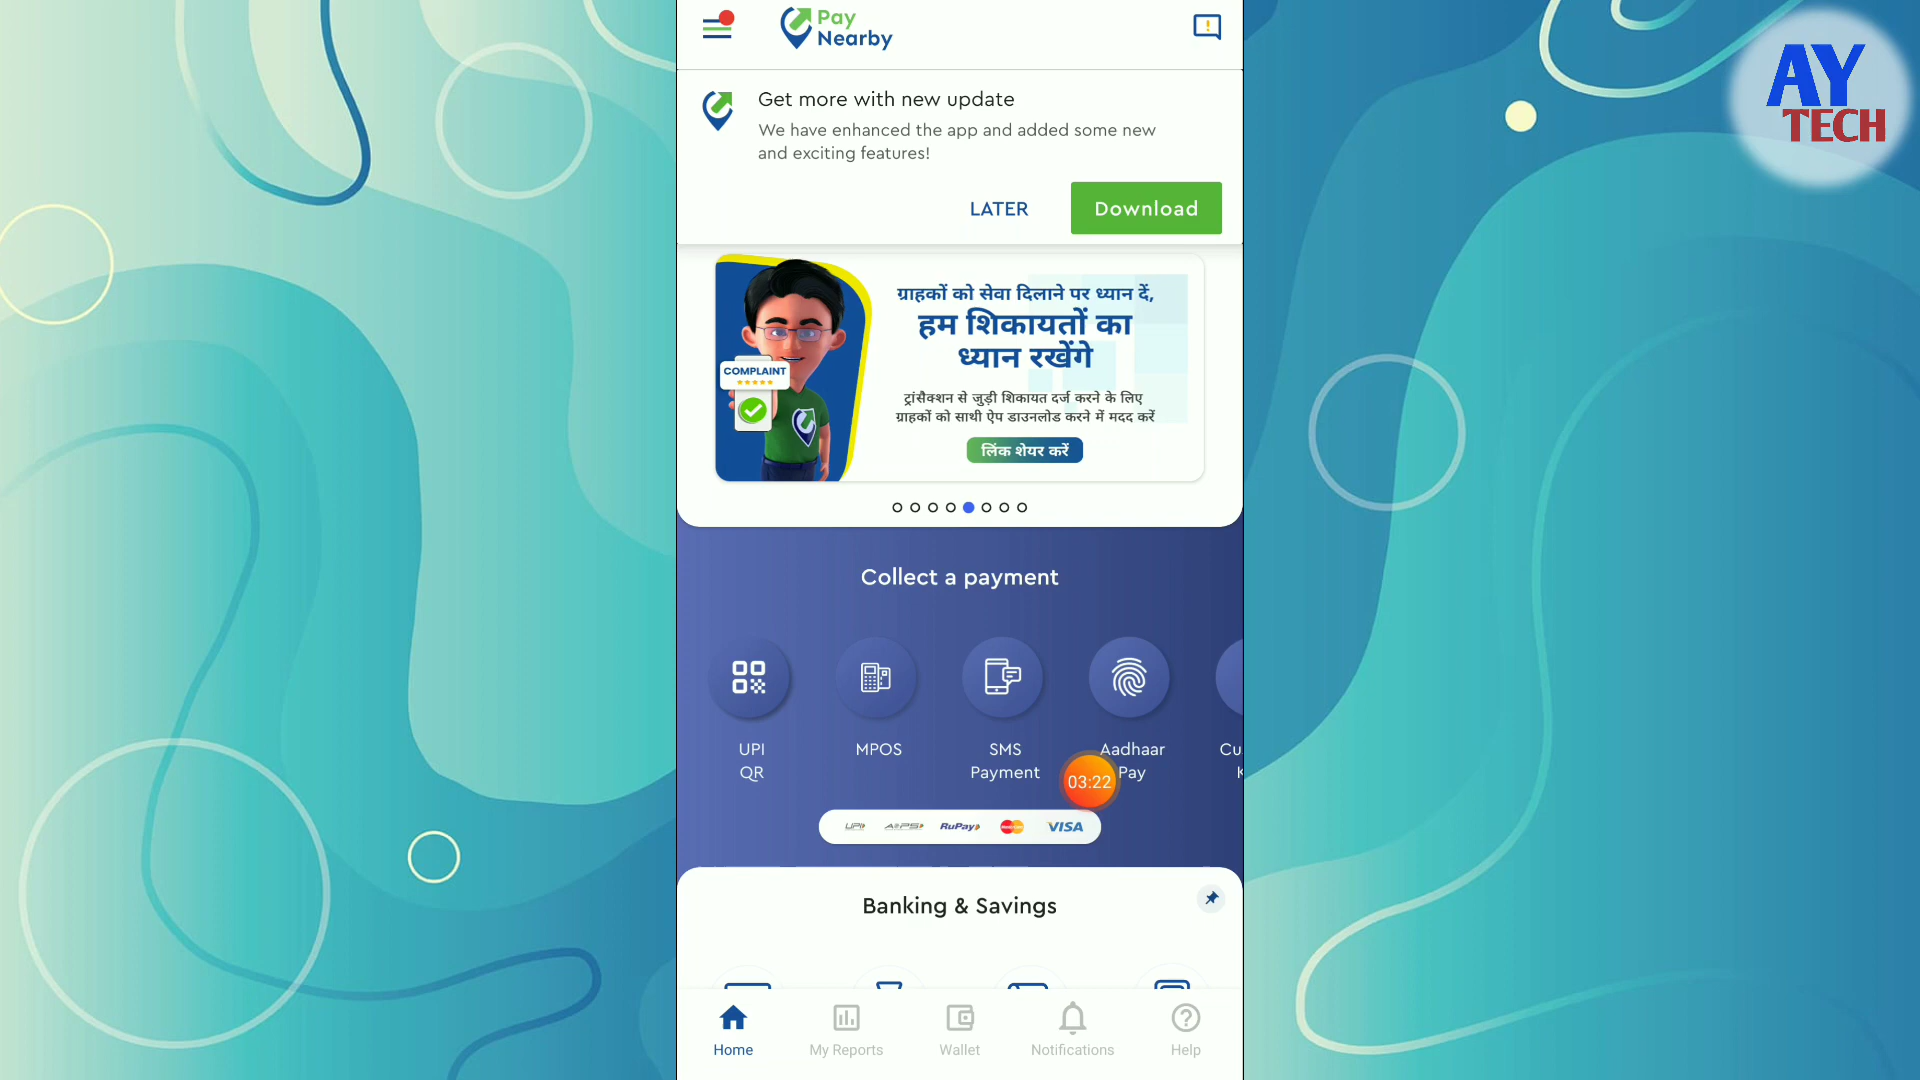 Pay
Nearby
AY
TECH
Get more with new update
We have enhanced the app and added some new
and exciting features!
LATER
Download
ग्राहकों को सेवा दिलाने पर ध्यान दें,
हम शिकायतों का
ध्यान रखेंगे
COMPLAINT
ट्रांसैक्शन से जुड़ी शिकायत दर्ज करने के लिए
ग्राहकों को साथी ऐप डाउनलोड करने में मदद करें
लिंक शेयर करें
Collect a payment
UPI
QR
MPOS
SMS
Payment
Aadhaar
Pay
Cu
03:22
UPI
RuPay
VISA
Banking & Savings
Home
My Reports
Wallet
Notifications
Help